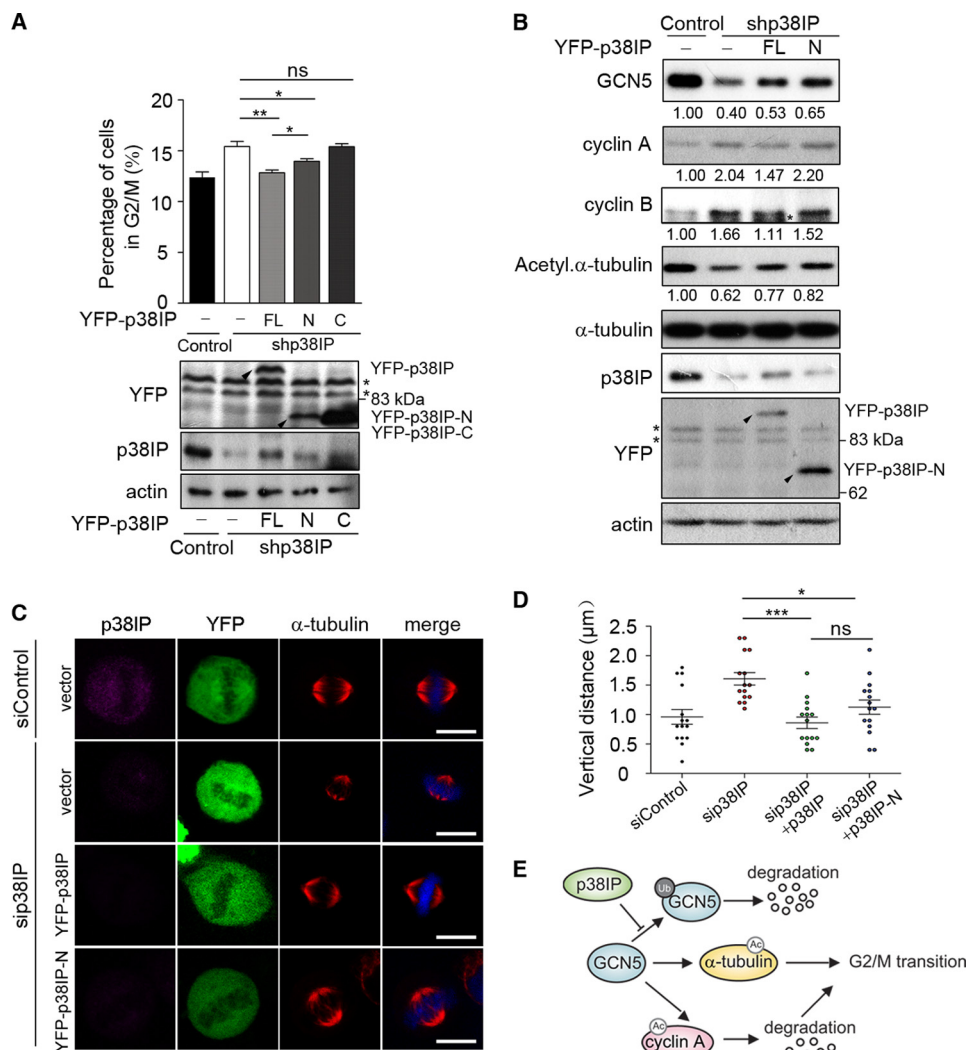 A
ns
*
** *
20
15
10
5
0
Percentage of cells
in G2/M (%)
YFP-p38IP – – FL N C
Control shp38IP
YFP
YFP-p38IP
*
*
83 kDa
YFP-p38IP-N
YFP-p38IP-C
p38IP
actin
YFP-p38IP – – FL N C
Control shp38IP
B
Control shp38IP
YFP-p38IP – – FL N
GCN5
1.00 0.40 0.53 0.65
cyclin A
1.00 2.04 1.47 2.20
cyclin B
*
1.00 1.66 1.11 1.52
Acetyl.α-tubulin
1.00 0.62 0.77 0.82
α-tubulin
p38IP
YFP-p38IP
*
*
83 kDa
YFP
YFP-p38IP-N
62
actin
C
p38IP YFP α-tubulin merge
siControl
vector
sip38IP
vector
YFP-p38IP
YFP-p38IP-N
D
*
***
ns
Vertical distance (μm)
2.5
2.0
1.5
1.0
0.5
0
siControl
sip38IP
sip38IP
+p38IP
sip38IP
+p38IP-N
E
p38IP
Ub
GCN5
degradation
GCN5
Ac
α-tubulin
G2/M transition
Ac
cyclin A
degradation